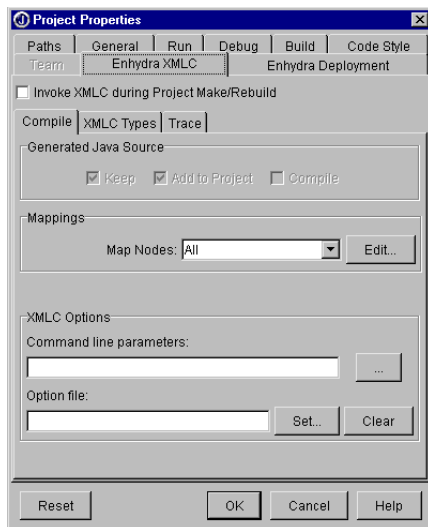 Project Properties
Paths General Run Debug Build Code Style
Team Enhydra XMLC Enhydra Deployment
Invoke XMLC during Project Make/Rebuild
Compile XMLC Types Trace
Generated Java Source
Keep Add to Project Compile
Mappings
Map Nodes: All Edit...
XMLC Options
Command line parameters:
...
Option file:
Set... Clear
Reset OK Cancel Help